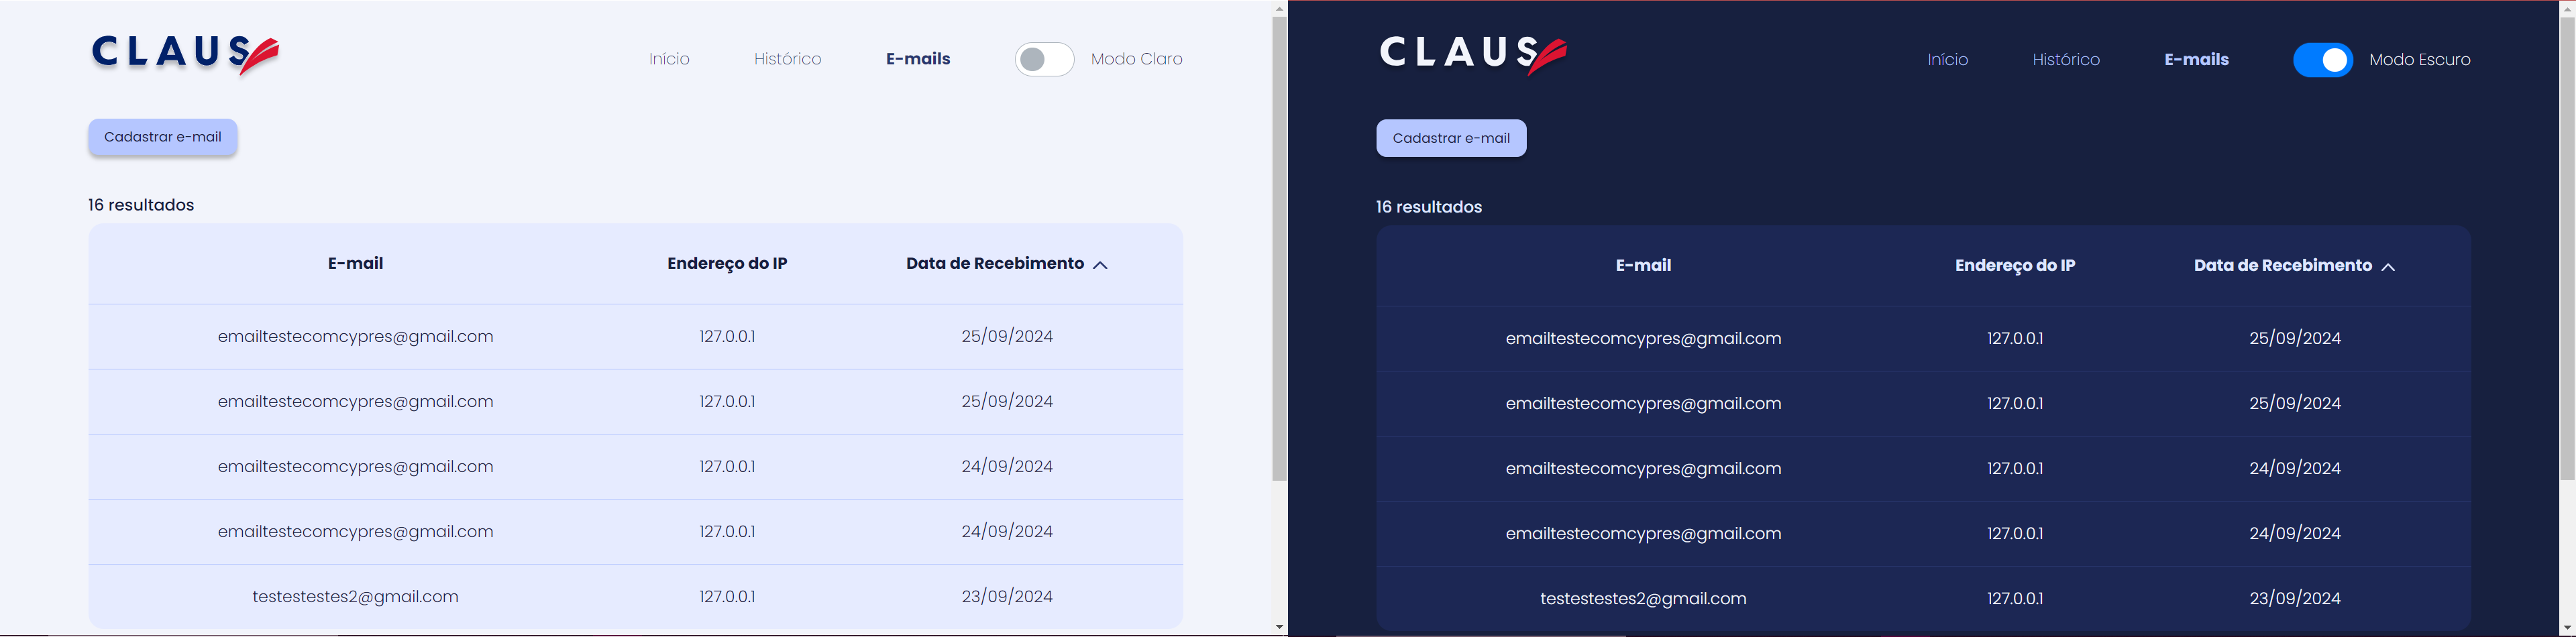 CLAUS
Início Histórico E-mails Modo Claro
Cadastrar e-mail
16 resultados
E-mail Endereço do IP Data de Recebimento
emailtestecomcypres@gmail.com 127.0.0.1 25/09/2024
emailtestecomcypres@gmail.com 127.0.0.1 25/09/2024
emailtestecomcypres@gmail.com 127.0.0.1 24/09/2024
emailtestecomcypres@gmail.com 127.0.0.1 24/09/2024
testestestes2@gmail.com 127.0.0.1 23/09/2024
CLAUS
Início Histórico E-mails Modo Escuro
Cadastrar e-mail
16 resultados
E-mail Endereço do IP Data de Recebimento
emailtestecomcypres@gmail.com 127.0.0.1 25/09/2024
emailtestecomcypres@gmail.com 127.0.0.1 25/09/2024
emailtestecomcypres@gmail.com 127.0.0.1 24/09/2024
emailtestecomcypres@gmail.com 127.0.0.1 24/09/2024
testestestes2@gmail.com 127.0.0.1 23/09/2024